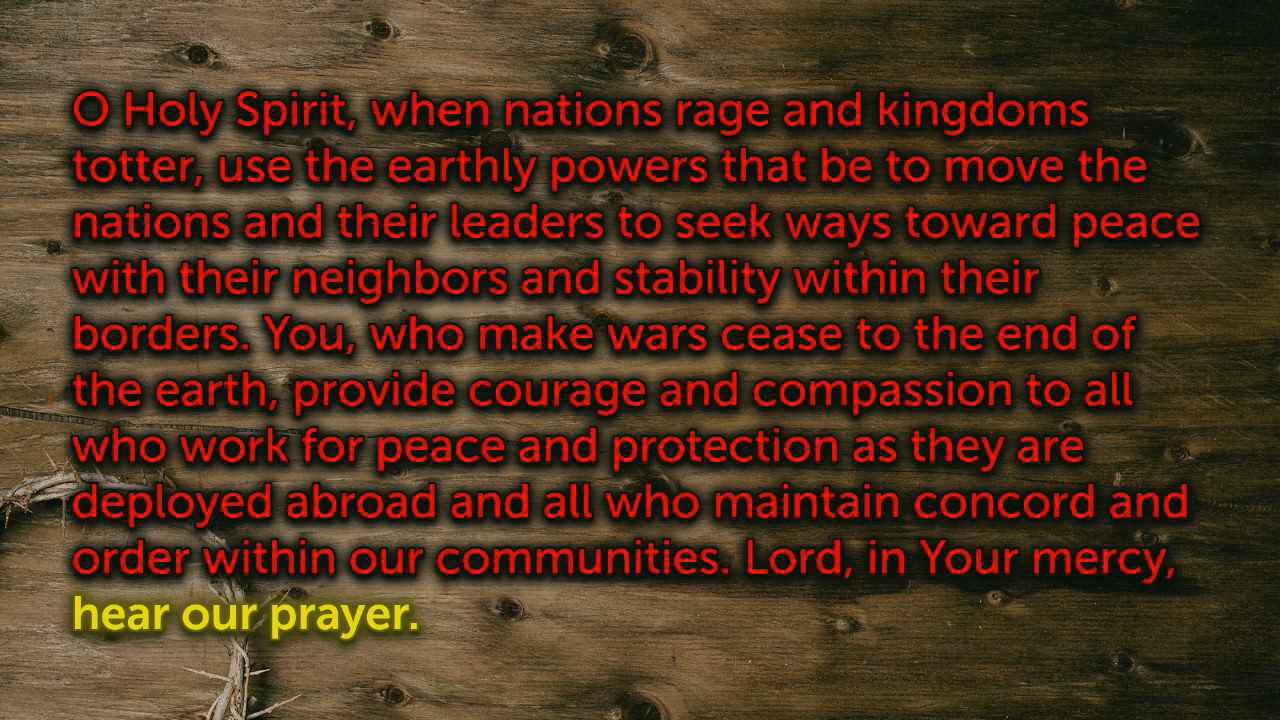 O Holy Spirit, when nations rage and kingdoms
totter, use the earthly powers that be to move the
nations and their leaders to seek ways toward peace
with their neighbors and stability within their
borders. You, who make wars cease to the end of
the earth, provide courage and compassion to all
who work for peace and protection as they are
deployed abroad and all who maintain concord and
order within our communities. Lord, in Your mercy,
hear our prayer.